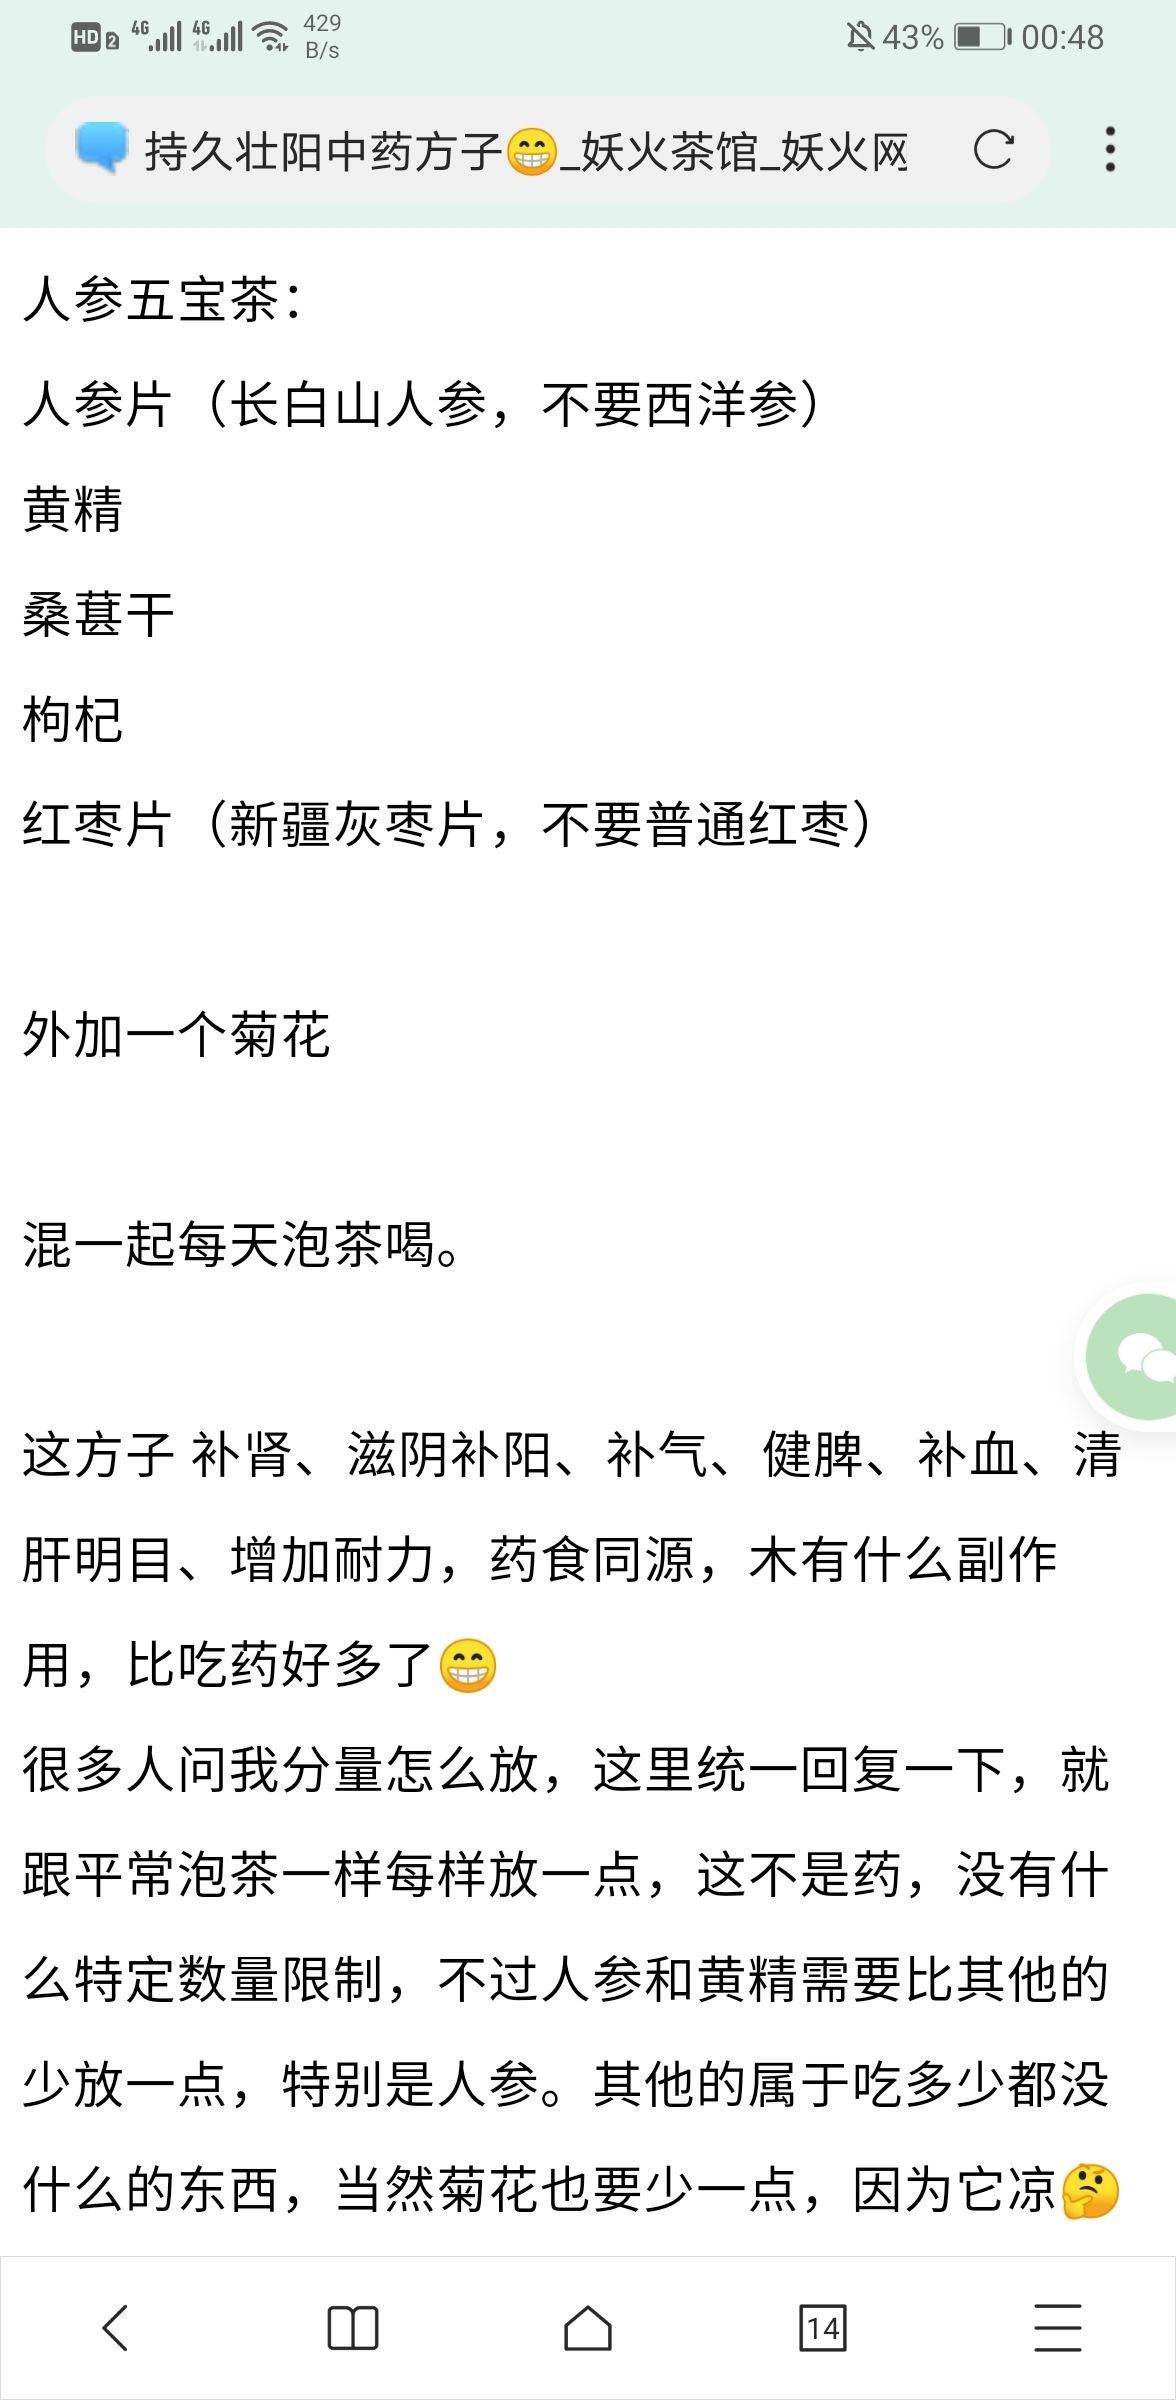 HD 2 4G 4G 429 B/s 43% 00:48
持久壮阳中药方子😁_妖火茶馆_妖火网
人参五宝茶：
人参片（长白山人参，不要西洋参）
黄精
桑葚干
枸杞
红枣片（新疆灰枣片，不要普通红枣）
外加一个菊花
混一起每天泡茶喝。
这方子 补肾、滋阴补阳、补气、健脾、补血、清
肝明目、增加耐力，药食同源，木有什么副作
用，比吃药好多了😁
很多人问我分量怎么放，这里统一回复一下，就
跟平常泡茶一样每样放一点，这不是药，没有什
么特定数量限制，不过人参和黄精需要比其他的
少放一点，特别是人参。其他的属于吃多少都没
什么的东西，当然菊花也要少一点，因为它凉🤔
14